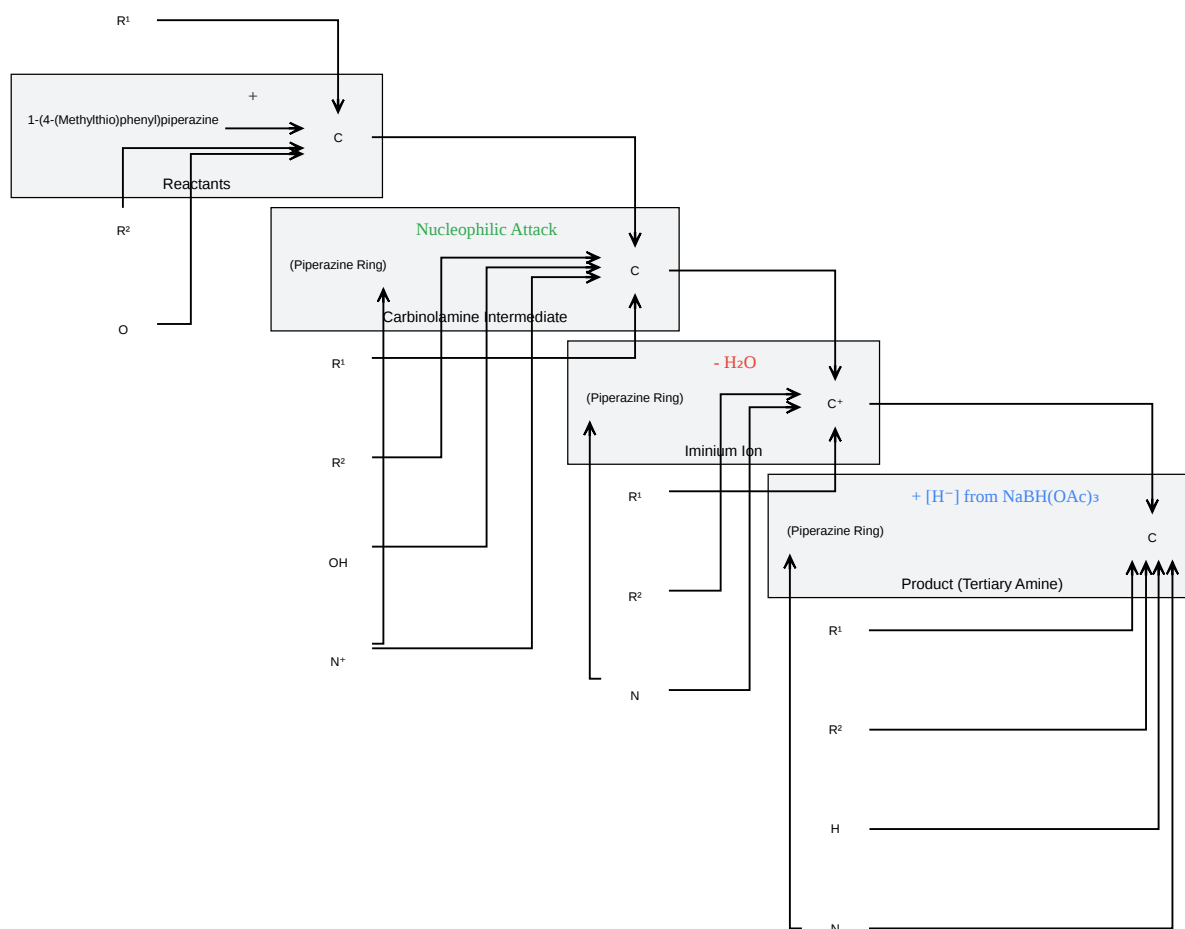 R¹
+
1-(4-(Methylthio)phenyl)piperazine
C
Reactants
R²
O
Nucleophilic Attack
(Piperazine Ring)
C
Carbinolamine Intermediate
R¹
R²
OH
N⁺
- H₂O
(Piperazine Ring)
C⁺
Iminium Ion
R¹
R²
N
+ [H⁻] from NaBH(OAc)₃
(Piperazine Ring)
C
Product (Tertiary Amine)
R¹
R²
H
N